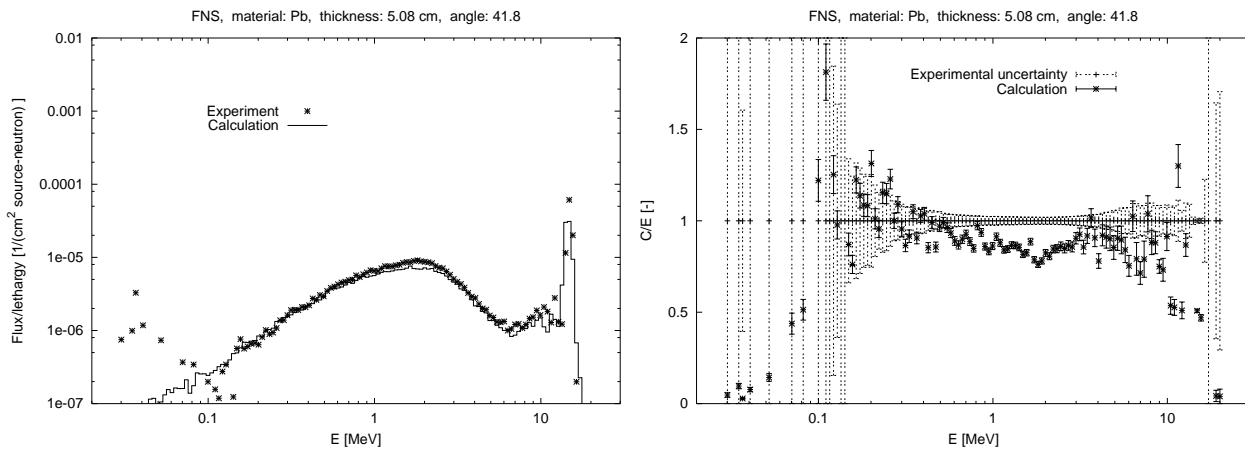 FNS, material: Pb, thickness: 5.08 cm, angle: 41.8
0.01
0.001
0.0001
1e-05
1e-06
1e-07
Flux/lethargy [1/(cm2 source-neutron) ]
Experiment
Calculation
0.1
1
10
E [MeV]
FNS, material: Pb, thickness: 5.08 cm, angle: 41.8
2
1.5
1
0.5
0
C/E [-]
Experimental uncertainty
Calculation
0.1
1
10
E [MeV]